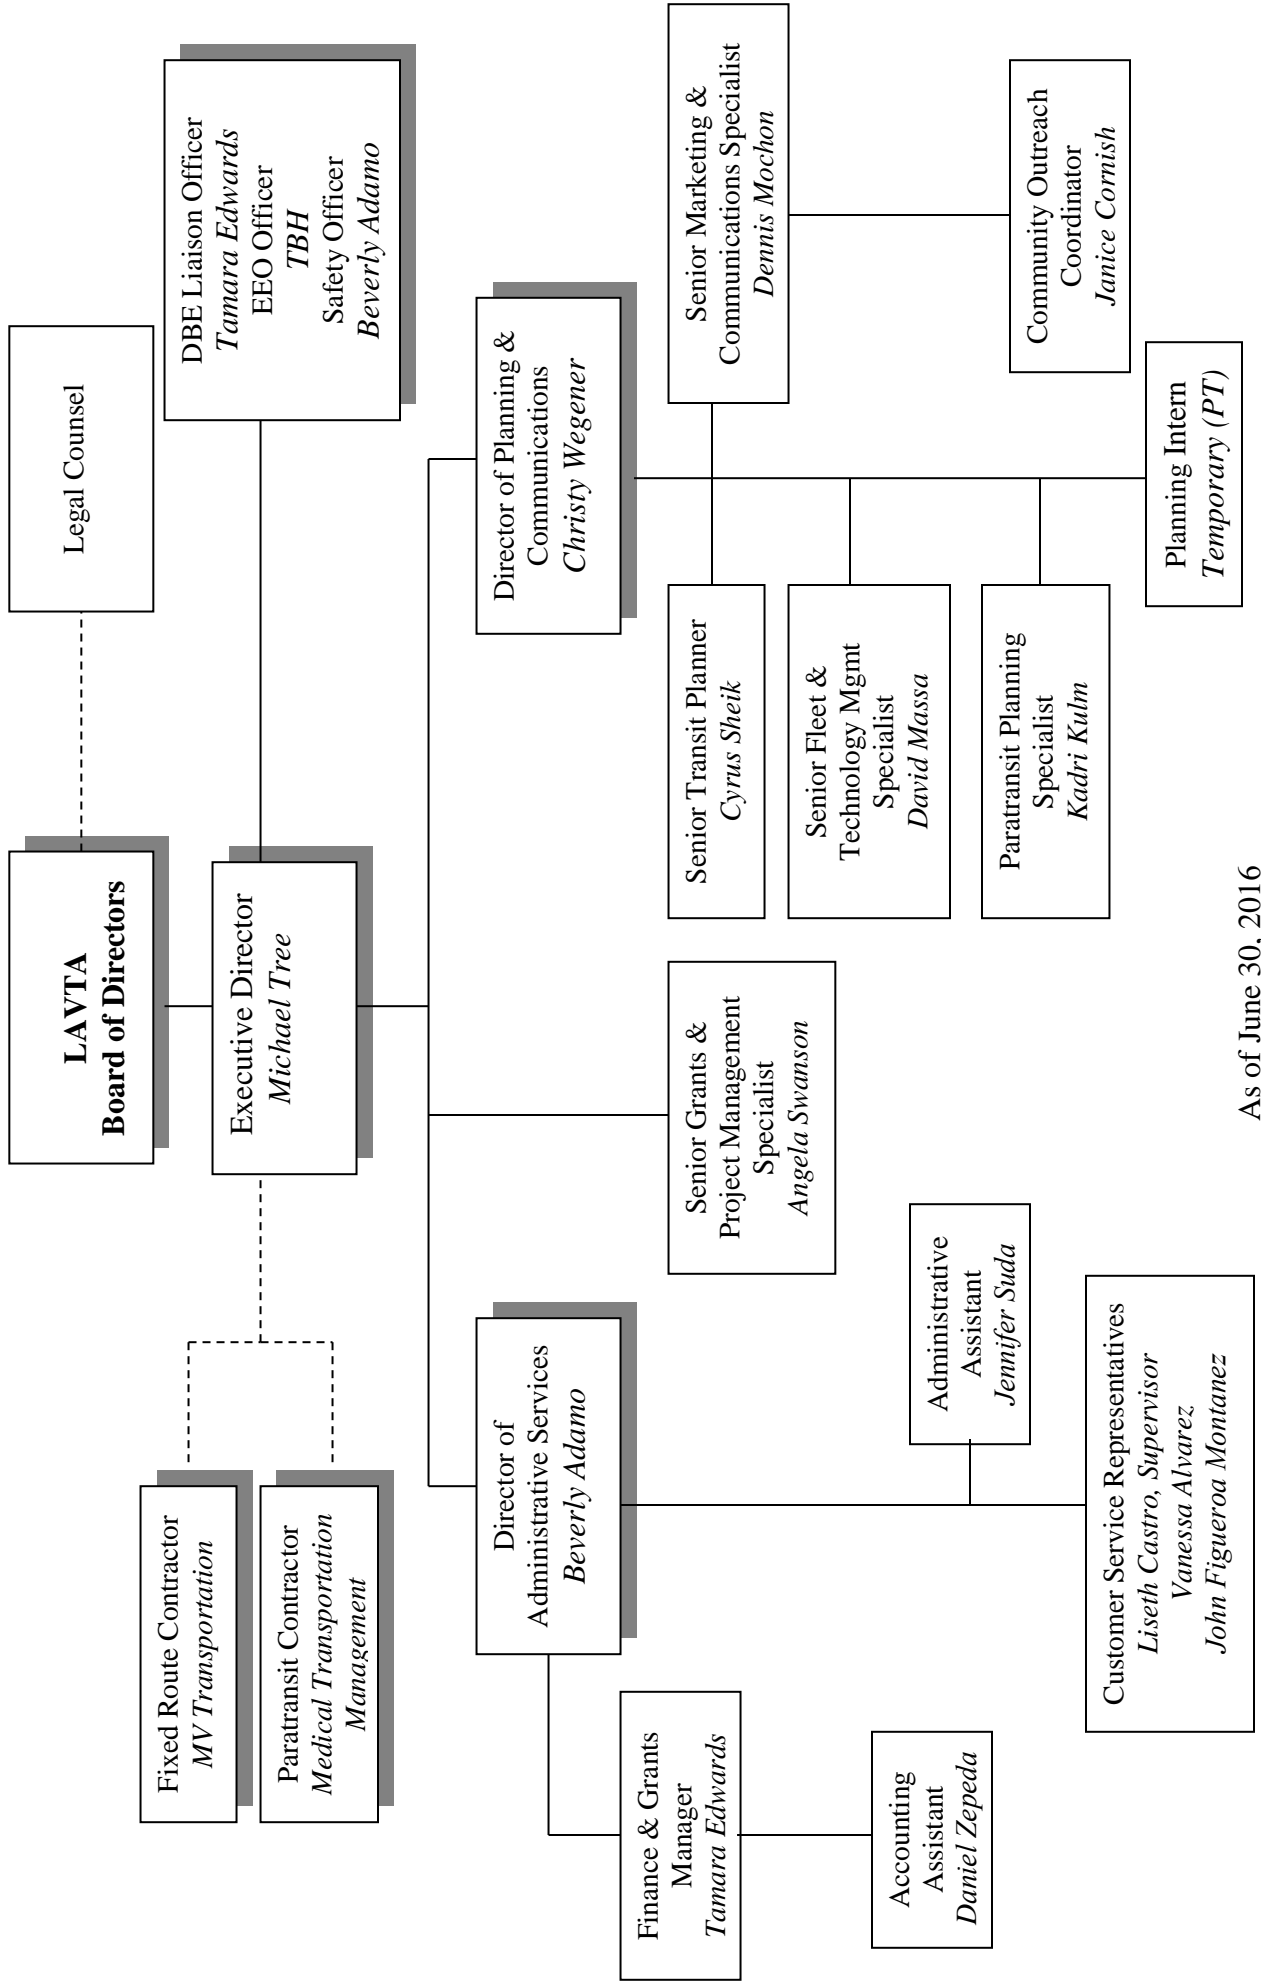 LAVTA
Board of Directors
Legal Counsel
Executive Director
Michael Tree
DBE Liaison Officer
Tamara Edwards
EEO Officer
TBH
Safety Officer
Beverly Adamo
Fixed Route Contractor
MV Transportation
Paratransit Contractor
Medical Transportation
Management
Director of
Administrative Services
Beverly Adamo
Director of Planning &
Communications
Christy Wegener
Finance & Grants
Manager
Tamara Edwards
Senior Grants &
Project Management
Specialist
Angela Swanson
Senior Transit Planner
Cyrus Sheik
Senior Marketing &
Communications Specialist
Dennis Mochon
Senior Fleet &
Technology Mgmt
Specialist
David Massa
Accounting
Assistant
Daniel Zepeda
Administrative
Assistant
Jennifer Suda
Paratransit Planning
Specialist
Kadri Kulm
Community Outreach
Coordinator
Janice Cornish
Customer Service Representatives
Liseth Castro, Supervisor
Vanessa Alvarez
John Figueroa Montanez
Planning Intern
Temporary (PT)
As of June 30, 2016